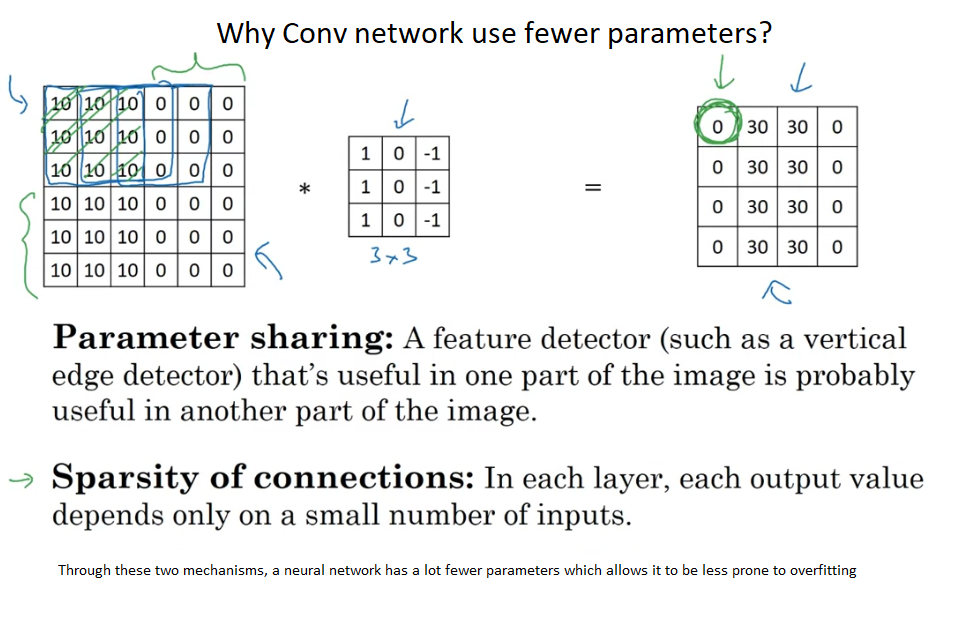 Why Conv network use fewer parameters?
10 10 10 0 0 0
10 10 10 0 0 0
10 10 10 0 0 0
10 10 10 0 0 0
10 10 10 0 0 0
10 10 10 0 0 0
*
1 0 -1
1 0 -1
1 0 -1
3×3
=
0 30 30 0
0 30 30 0
0 30 30 0
0 30 30 0
Parameter sharing: A feature detector (such as a vertical
edge detector) that’s useful in one part of the image is probably
useful in another part of the image.
→ Sparsity of connections: In each layer, each output value
depends only on a small number of inputs.
Through these two mechanisms, a neural network has a lot fewer parameters which allows it to be less prone to overfitting